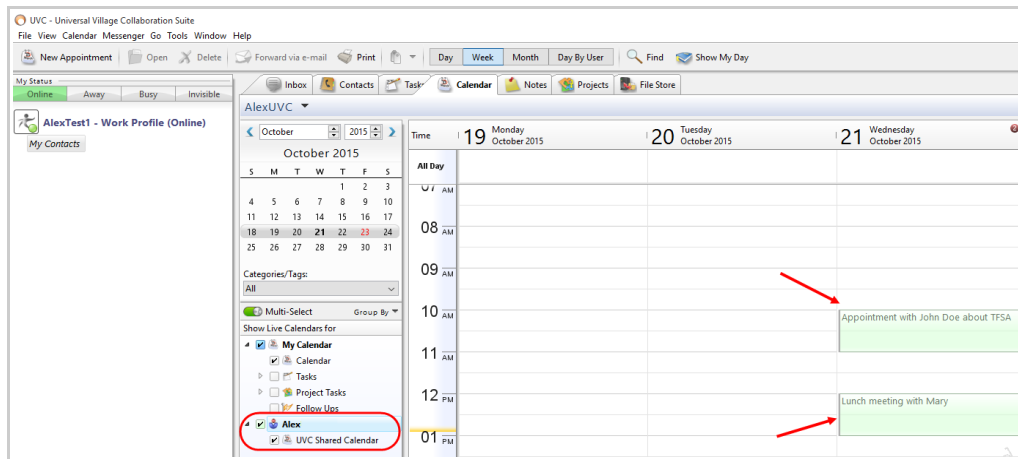 UVC - Universal Village Collaboration Suite
File View Calendar Messenger Go Tools Window Help
New Appointment Open Delete Forward via e-mail Print Day Week Month Day By User Find Show My Day
My Status
Online Away Busy Invisible
AlexTest1 - Work Profile (Online)
My Contacts
Inbox Contacts Task Calendar Notes Projects File Store
AlexUVC
October 2015
October 2015
S M T W T F S
1 2 3
4 5 6 7 8 9 10
11 12 13 14 15 16 17
18 19 20 21 22 23 24
25 26 27 28 29 30 31
Categories/Tags:
All
Multi-Select Group By
Show Live Calendars for
My Calendar
Calendar
Tasks
Project Tasks
Follow Ups
Alex
UVC Shared Calendar
Time 19 Monday 20 Tuesday 21 Wednesday
October 2015 October 2015 October 2015
All Day
07 AM
08 AM
09 AM
10 AM
Appointment with John Doe about TFSA
11 AM
12 PM
Lunch meeting with Mary
01 PM